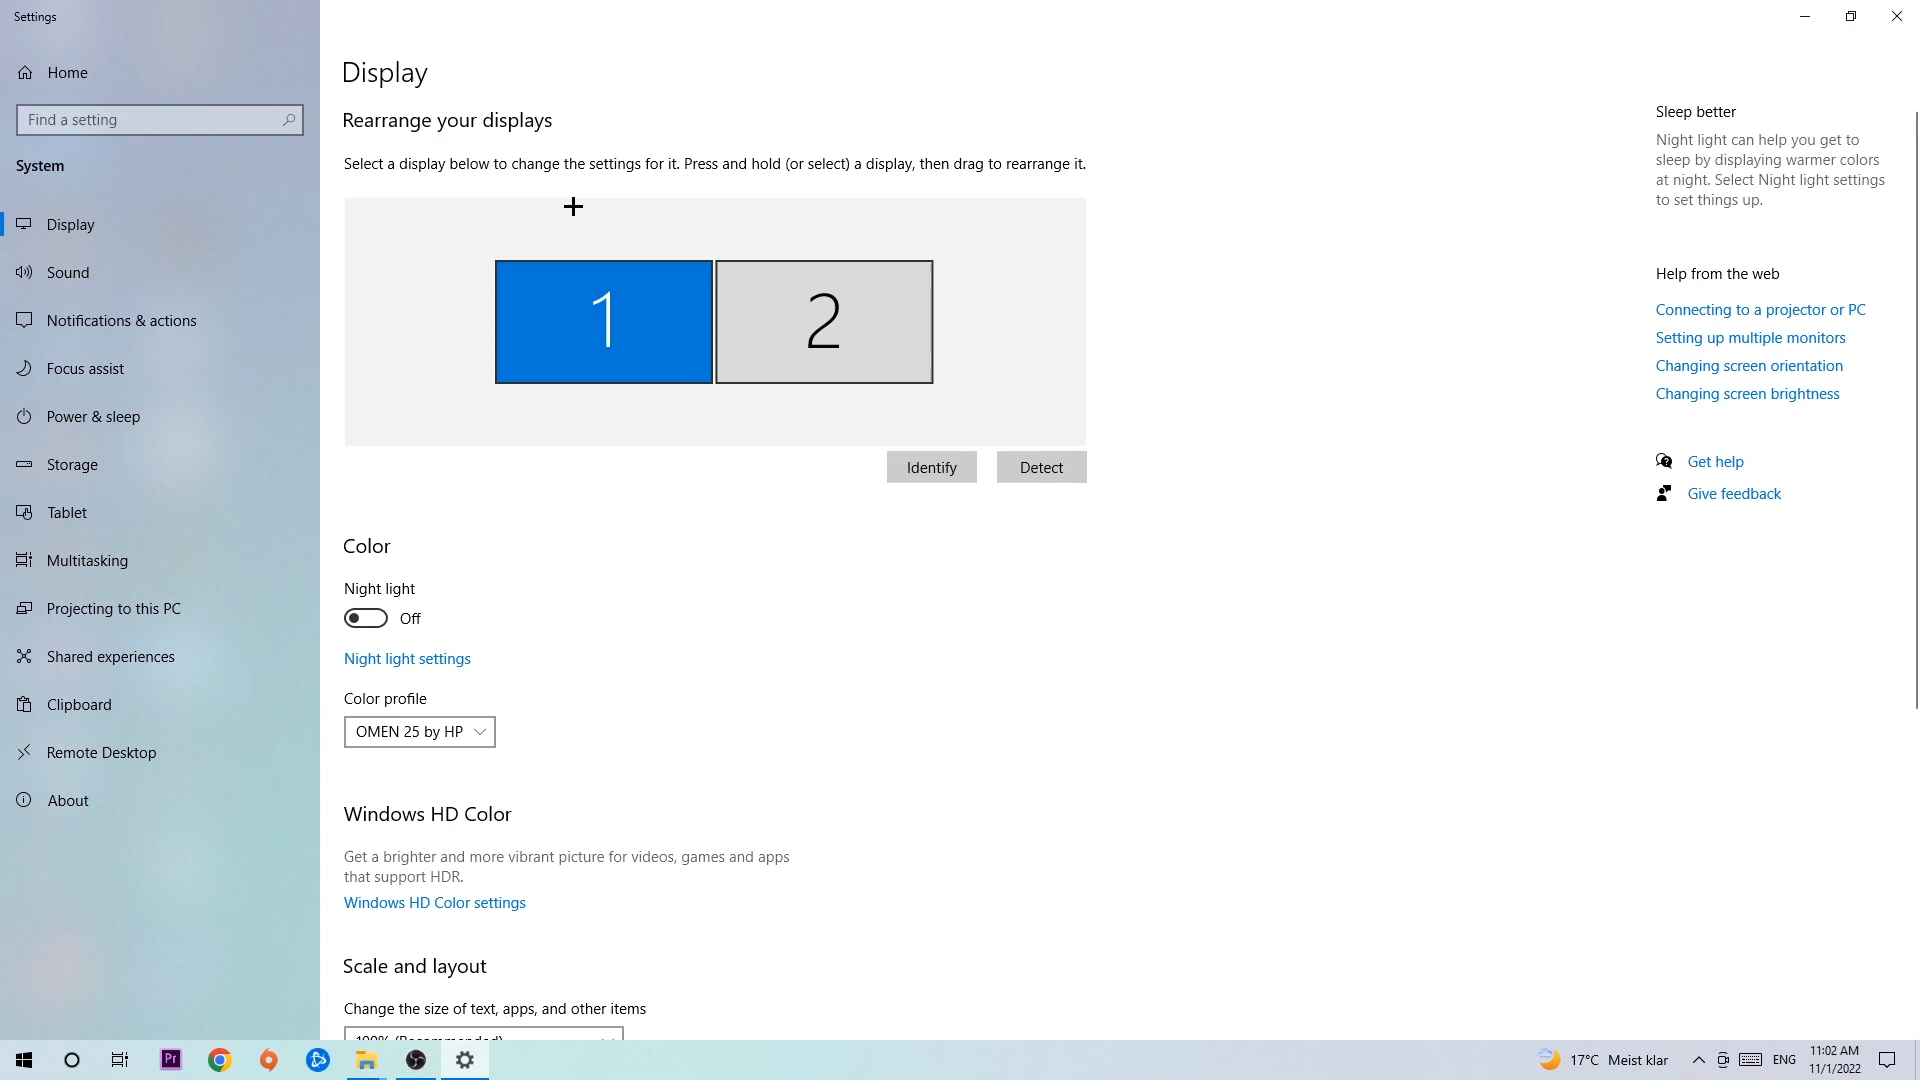 Settings
Home
Find a setting
System
Display
Sound
Notifications & actions
Focus assist
Power & sleep
Storage
Tablet
Multitasking
Projecting to this PC
Shared experiences
Clipboard
Remote Desktop
About
Display
Rearrange your displays
Select a display below to change the settings for it. Press and hold (or select) a display, then drag to rearrange it.
1
2
Identify
Detect
Color
Night light
Off
Night light settings
Color profile
OMEN 25 by HP
Windows HD Color
Get a brighter and more vibrant picture for videos, games and apps
that support HDR.
Windows HD Color settings
Scale and layout
Change the size of text, apps, and other items
100% (Recommended)
Sleep better
Night light can help you get to
sleep by displaying warmer colors
at night. Select Night light settings
to set things up.
Help from the web
Connecting to a projector or PC
Setting up multiple monitors
Changing screen orientation
Changing screen brightness
Get help
Give feedback
Pr
17°C Meist klar
ENG
11:02 AM
11/1/2022